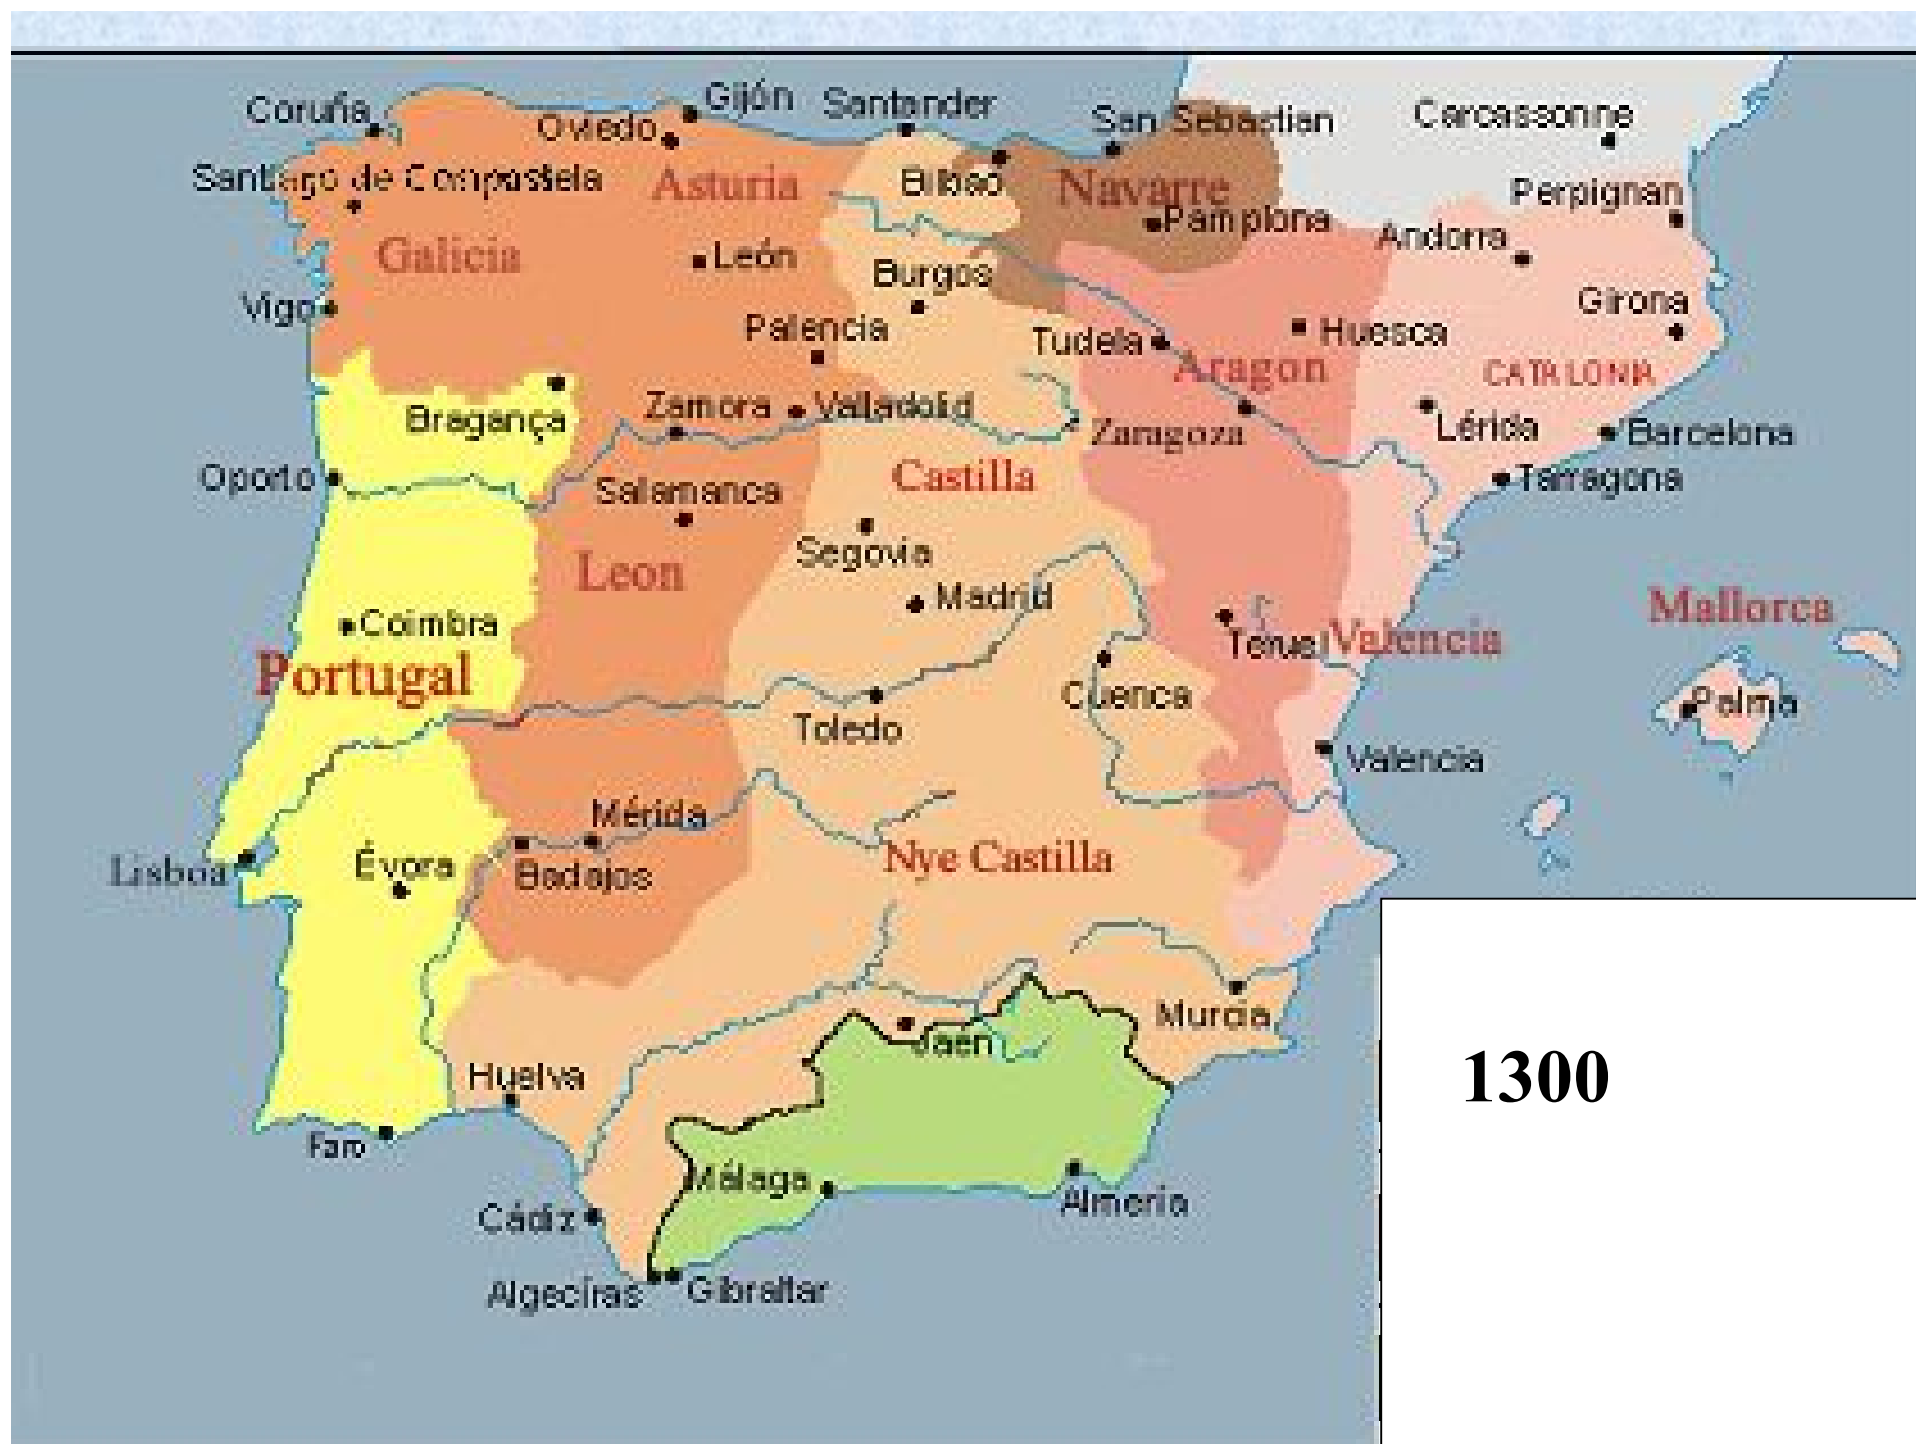 Coruña
Gijón
Santander
Oviedo
San Sebastian
Carcassonne
Santiago de Compostela
Asturia
Bilbao
Navarre
Perpignan
Pamplona
Andorra
Galicia
León
Burgos
Vigo
Girona
Palencia
Tudela
Huesca
Aragon
CATALONIA
Bragança
Zamora
Valladolid
Zaragoza
Lérida
Barcelona
Oporto
Salamanca
Castilla
Tarragona
Segovia
Leon
Madrid
Mallorca
Coimbra
Teruel
Valencia
Portugal
Cuenca
Palma
Toledo
Valencia
Mérida
Lisboa
Évora
Badajos
Nye Castilla
Murcia
Jaen
Huelva
1300
Faro
Málaga
Almeria
Cádiz
Algeciras
Gibraltar